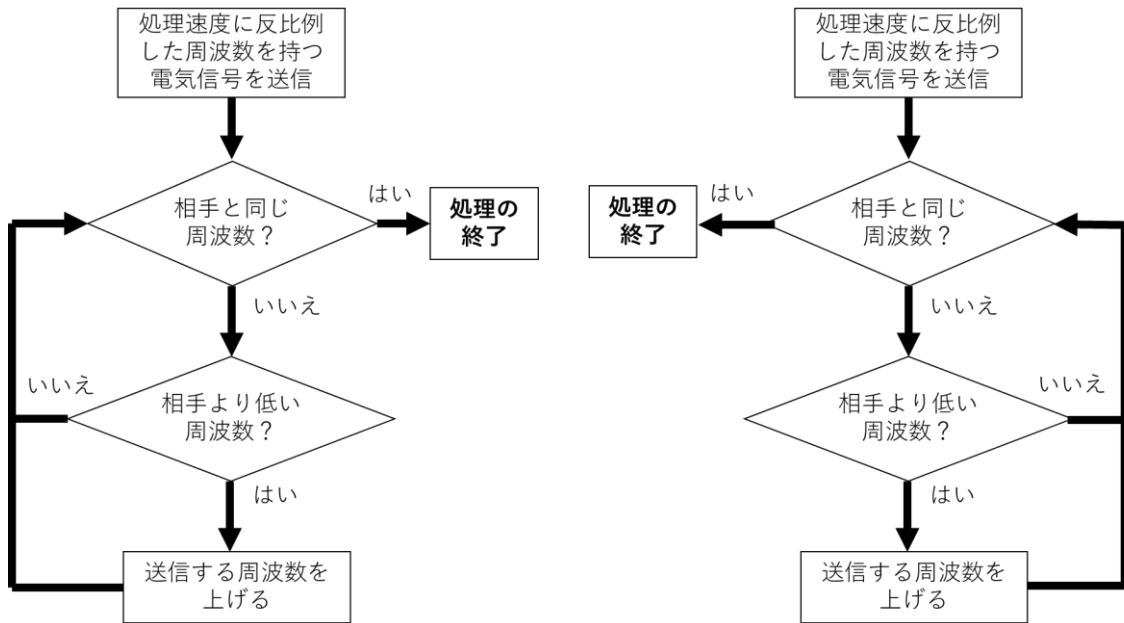 処理速度に反比例
した周波数を持つ
電気信号を送信
相手と同じ
周波数？
はい
処理の
終了
いいえ
相手より低い
周波数？
いいえ
はい
送信する周波数を
上げる
処理速度に反比例
した周波数を持つ
電気信号を送信
相手と同じ
周波数？
はい
処理の
終了
いいえ
相手より低い
周波数？
いいえ
はい
送信する周波数を
上げる